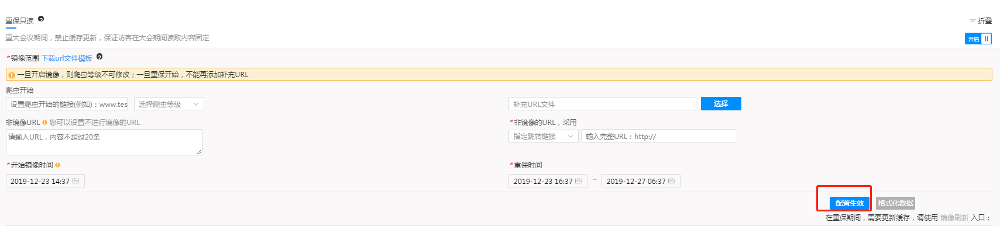 重保只读
折叠
重大会议期间，禁止缓存更新，保证访客在大会期间读取内容固定
开启
*镜像范围 下载url文件模板
一旦开启镜像，则爬虫等级不可修改；一旦重保开始，不能再添加补充URL
爬虫开始
设置爬虫开始的链接(例如)：www.tes
选择爬虫等级
补充URL文件
选择
非镜像URL 您可以设置不进行镜像的URL
*非镜像的URL，采用
请输入URL，内容不超过20条
指定跳转链接
输入完整URL：http://
*开始镜像时间
*重保时间
2019-12-23 14:37
2019-12-23 16:37 ~ 2019-12-27 06:37
配置生效
格式化数据
在重保期间，需要更新缓存，请使用 镜像刷新 入口；